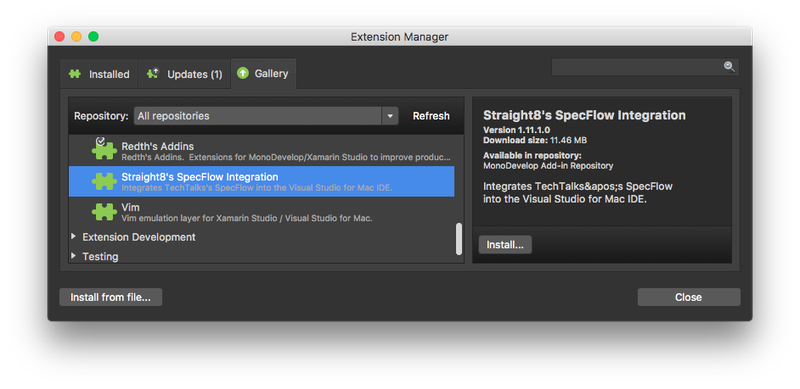 Extension Manager
Installed
Updates (1)
Gallery
Repository:
All repositories
Refresh
Redth's Addins
Redth's Addins. Extensions for MonoDevelop/Xamarin Studio to improve produc...
Straight8's SpecFlow Integration
Integrates TechTalks's SpecFlow into the Visual Studio for Mac IDE.
Vim
Vim emulation layer for Xamarin Studio / Visual Studio for Mac.
Extension Development
Testing
Straight8's SpecFlow Integration
Version 1.11.1.0
Download size: 11.46 MB
Available in repository:
MonoDevelop Add-in Repository
Integrates TechTalks&apos;s SpecFlow
into the Visual Studio for Mac IDE.
Install...
Install from file...
Close